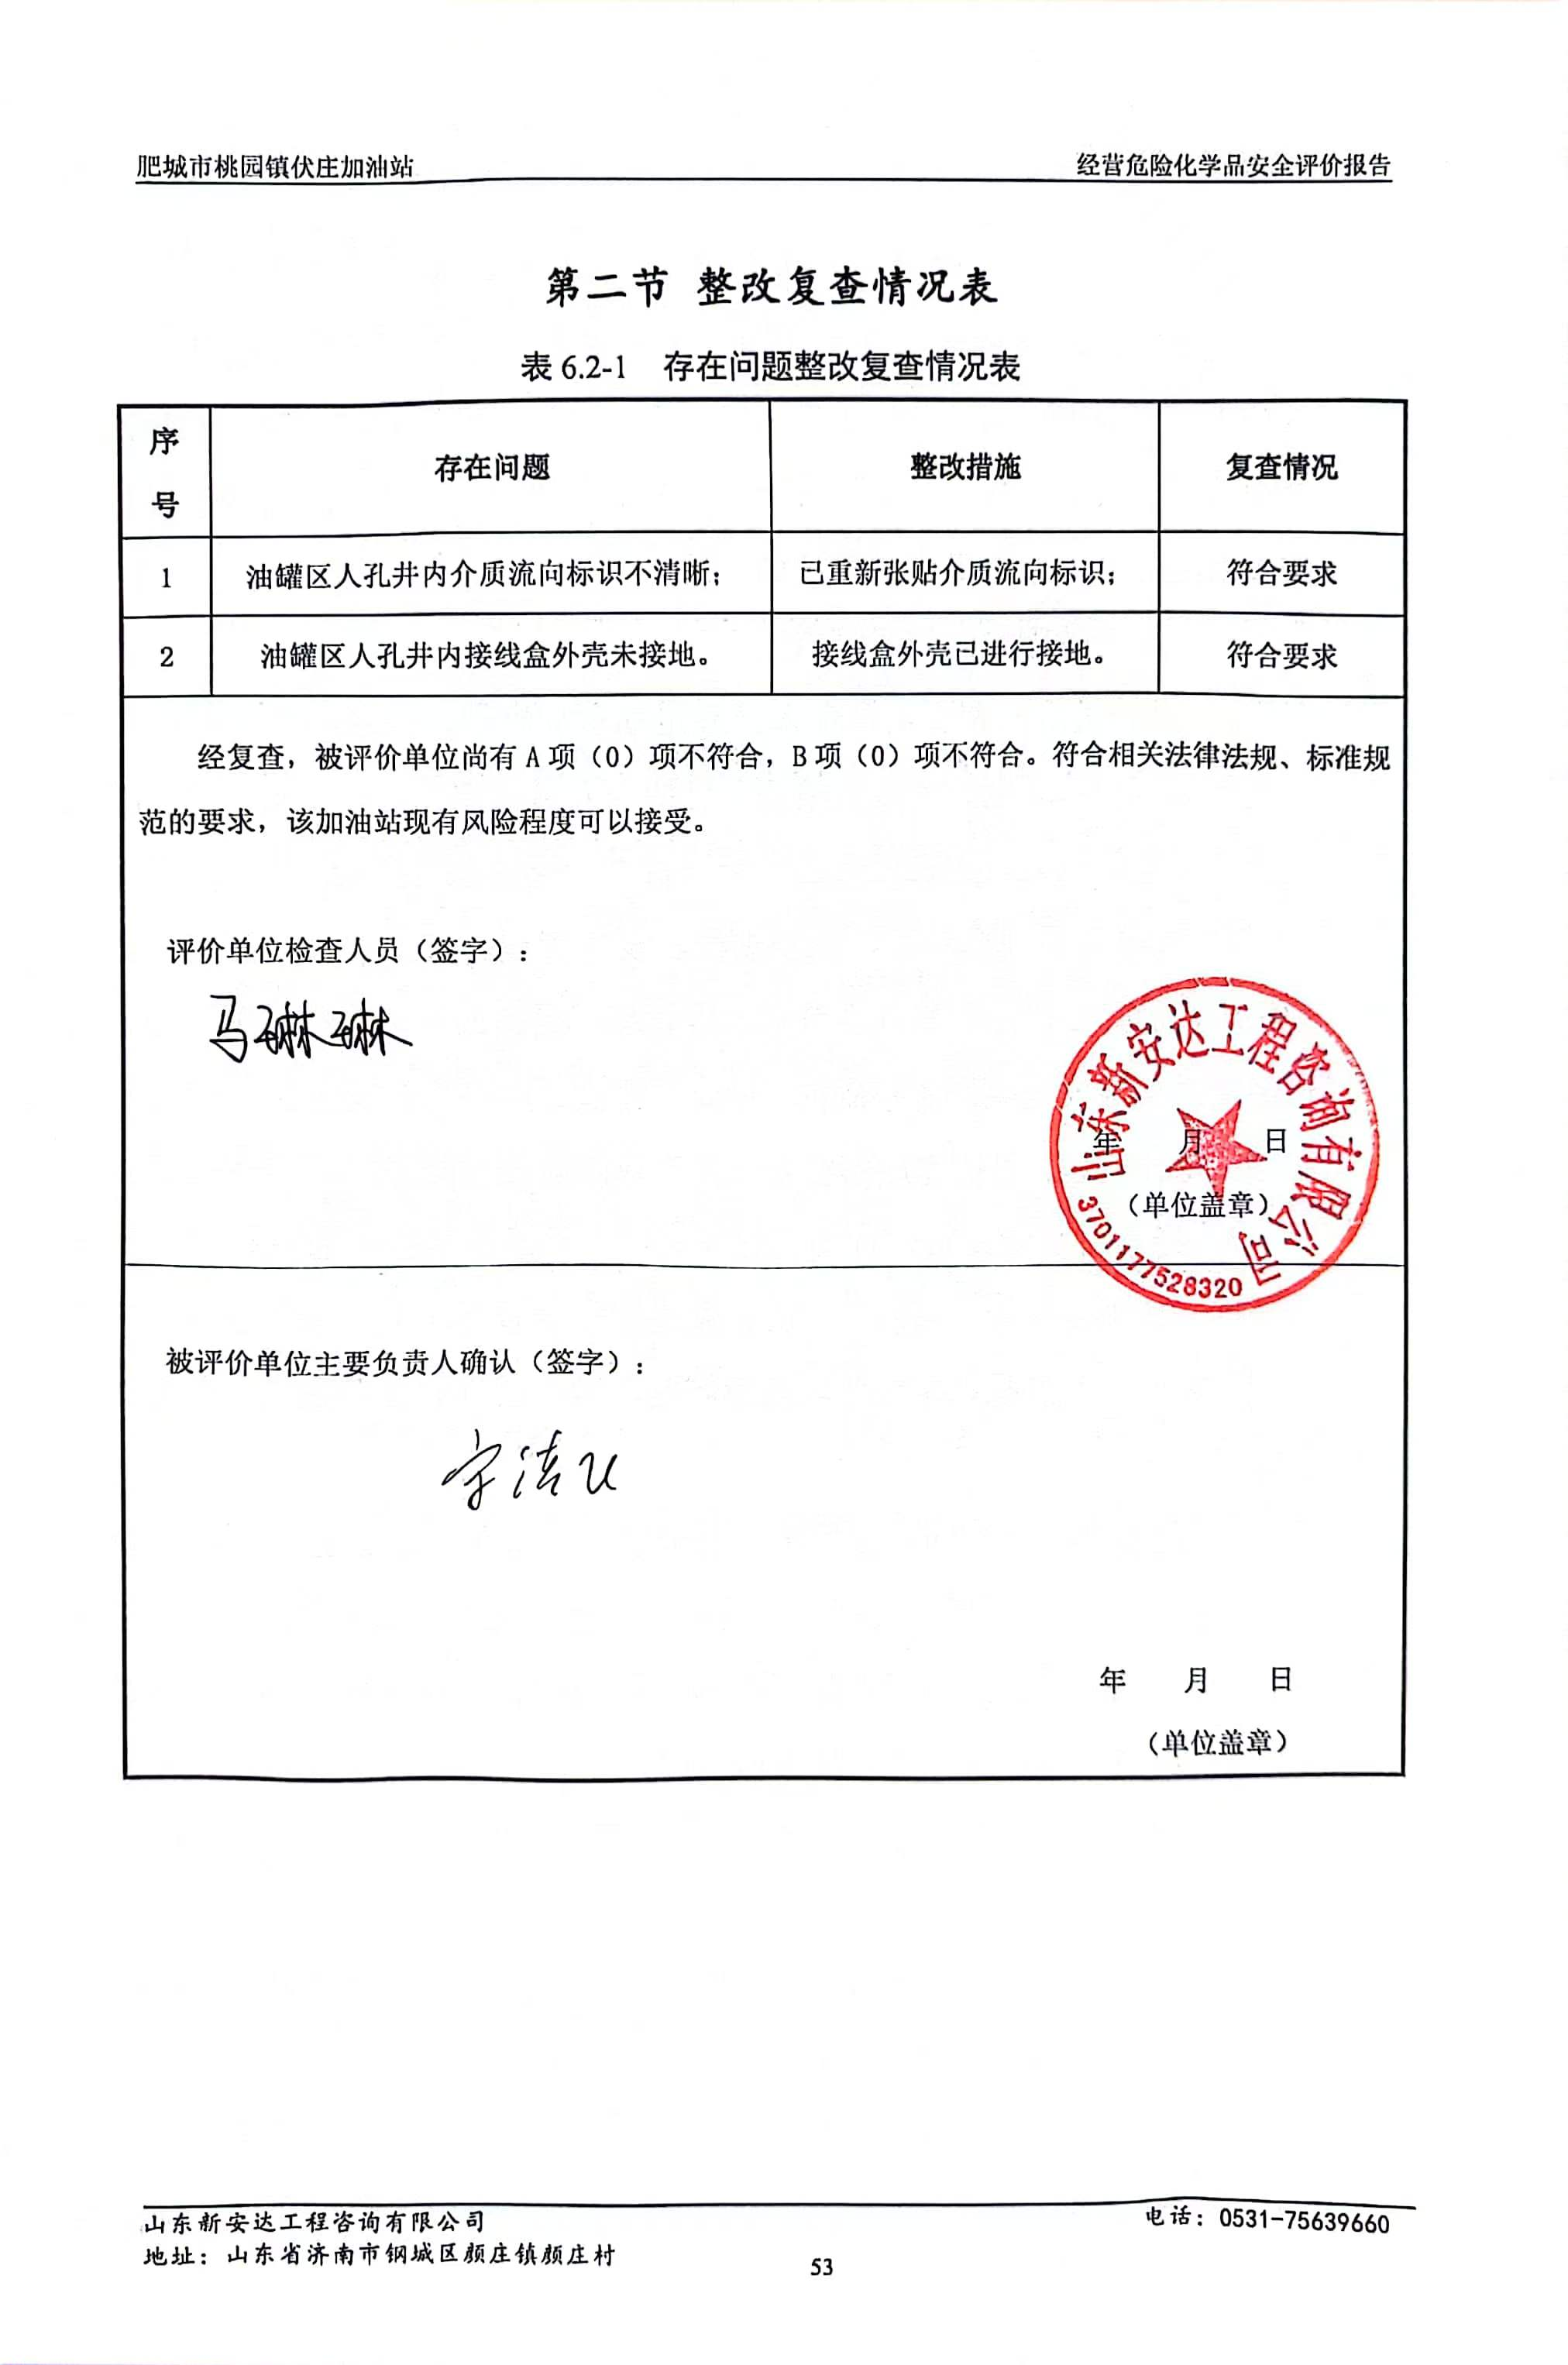 肥城市桃园镇伏庄加油站 经营危险化学品安全评价报告
第二节 整改复查情况表
表 6.2-1 存在问题整改复查情况表
序号 存在问题 整改措施 复查情况
1 油罐区人孔井内介质流向标识不清晰； 已重新张贴介质流向标识； 符合要求
2 油罐区人孔井内接线盒外壳未接地。 接线盒外壳已进行接地。 符合要求
经复查，被评价单位尚有 A 项（0）项不符合，B 项（0）项不符合。符合相关法律法规、标准规
范的要求，该加油站现有风险程度可以接受。
评价单位检查人员（签字）：
马琳琳
山东新安达工程咨询有限公司
年 月 日
（单位盖章）
3701177528320
被评价单位主要负责人确认（签字）：
年 月 日
（单位盖章）
山东新安达工程咨询有限公司 电话：0531-75639660
地址：山东省济南市钢城区颜庄镇颜庄村
53